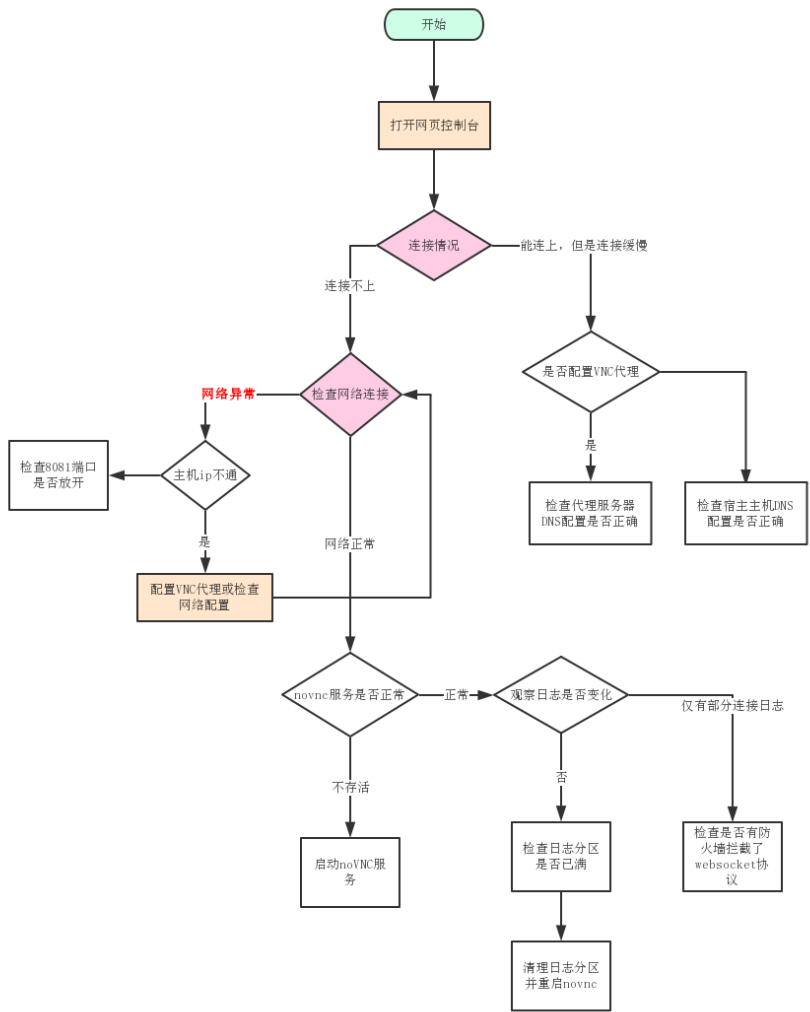 开始
打开网页控制台
连接情况
能连上，但是连接缓慢
连接不上
是否配置VNC代理
网络异常
检查网络连接
是
检查8081端口
是否放开
主机ip不通
检查代理服务器
DNS配置是否正确
检查宿主主机DNS
配置是否正确
是
网络正常
配置VNC代理或检查
网络配置
novnc服务是否正常
正常
观察日志是否变化
仅有部分连接日志
不存活
否
启动noVNC服
务
检查日志分区
是否已满
检查是否有防
火墙拦截了
websocket协
议
清理日志分区
并重启novnc